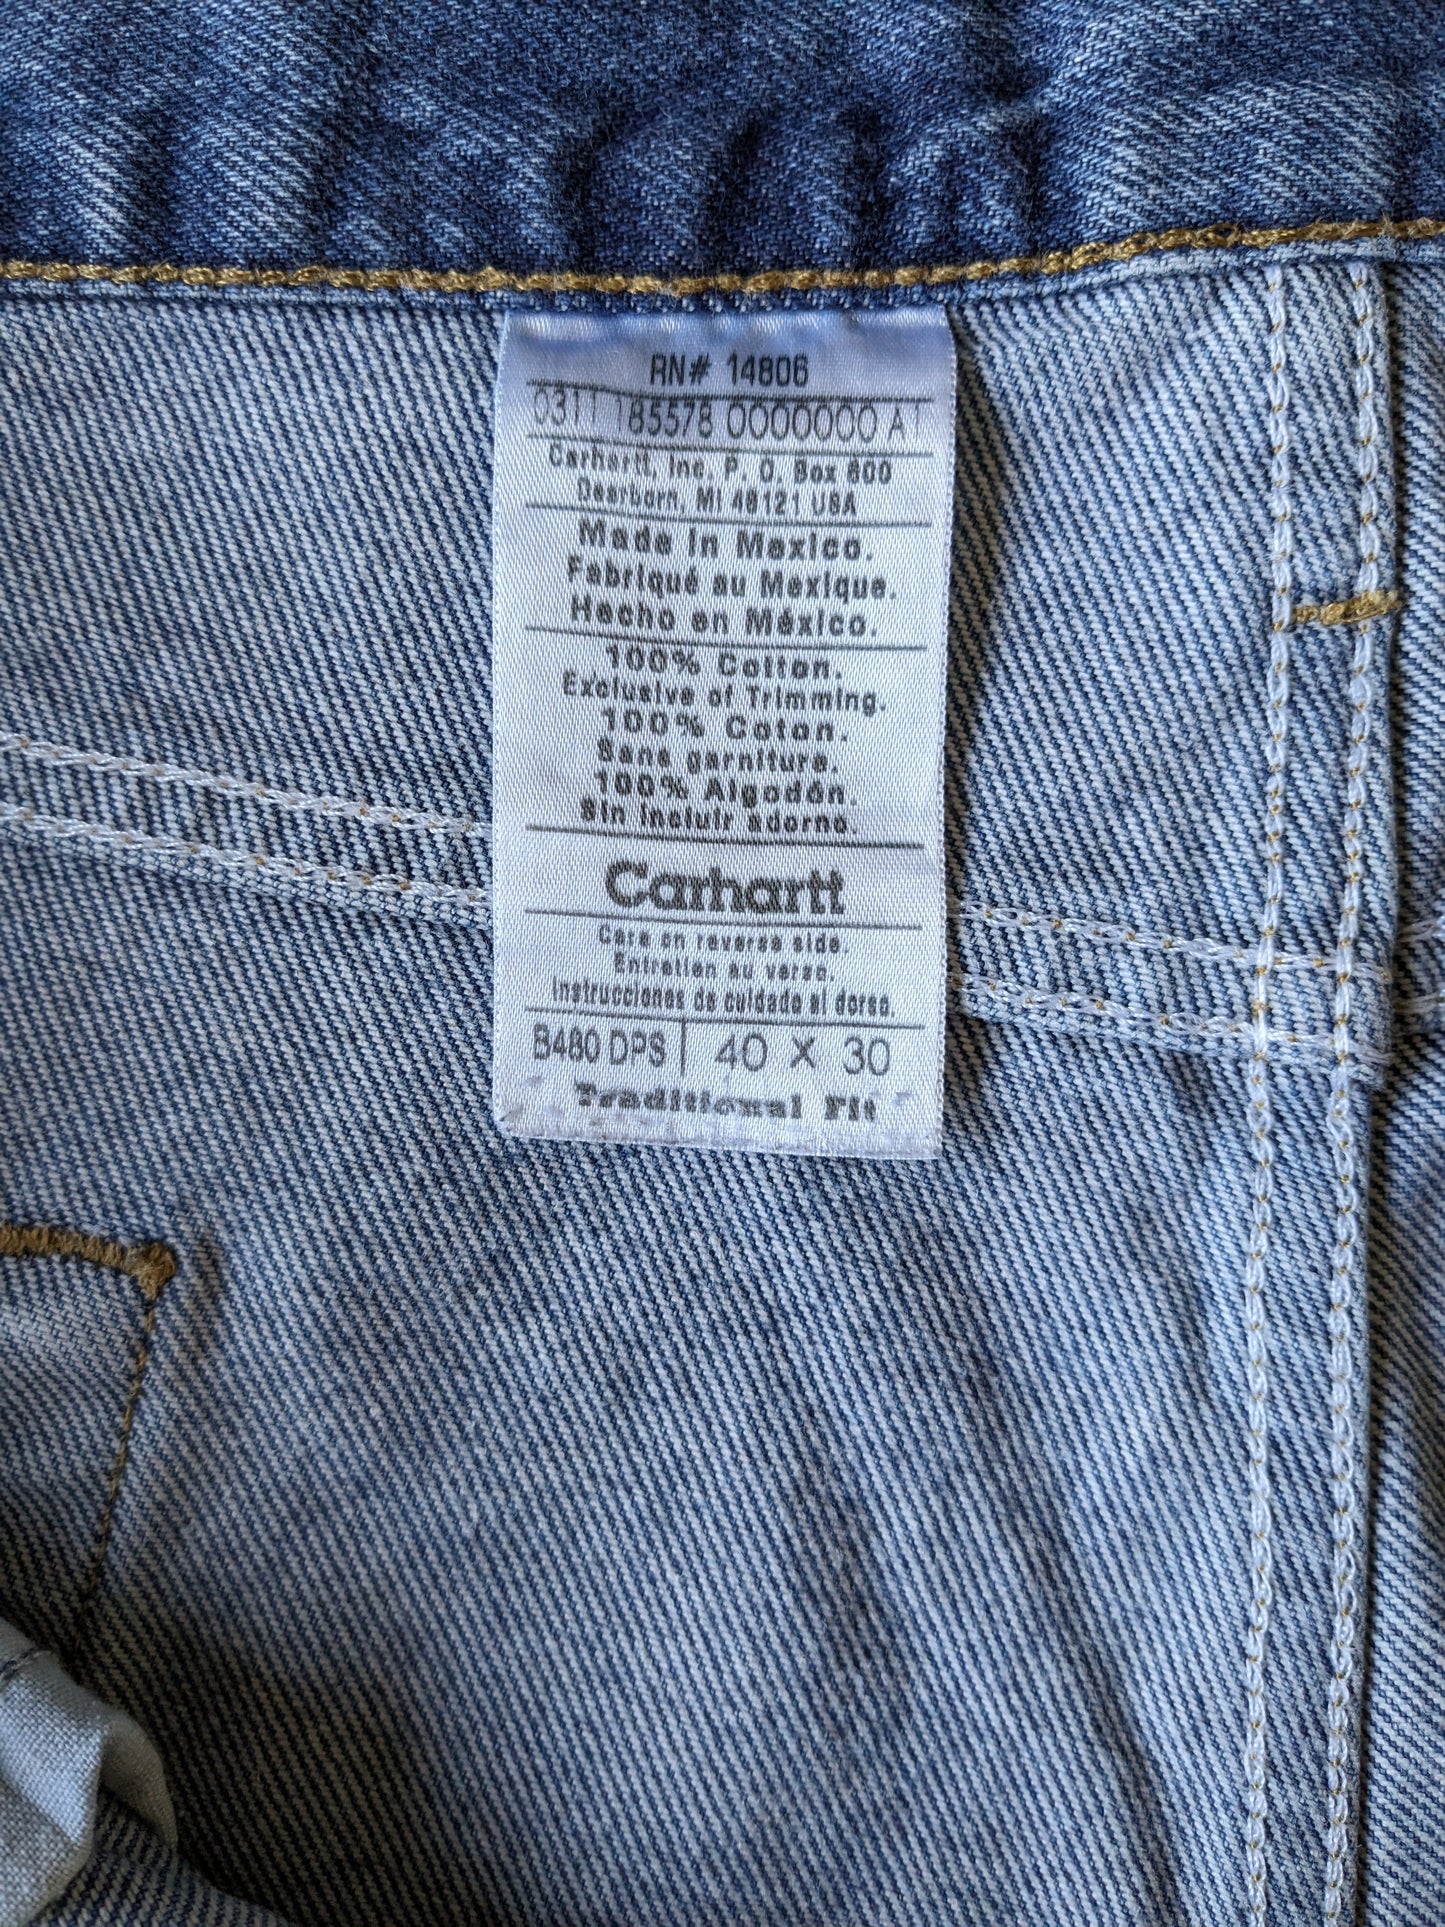 RN# 14806
0311 185578 0000000 A1
Carhartt, Inc. P. O. Box 600
Dearborn, MI 48121 USA
Made in Mexico.
Fabriqué au Mexique.
Hecho en México.
100% Cotton.
Exclusive of Trimming.
100% Coton.
Sans garniture.
100% Algodón.
Sin incluir adorno.
Carhartt
Care on reverse side.
Entretien au verso.
Instrucciones de cuidado al dorso.
B480 DPS | 40 X 30
Traditional Fit